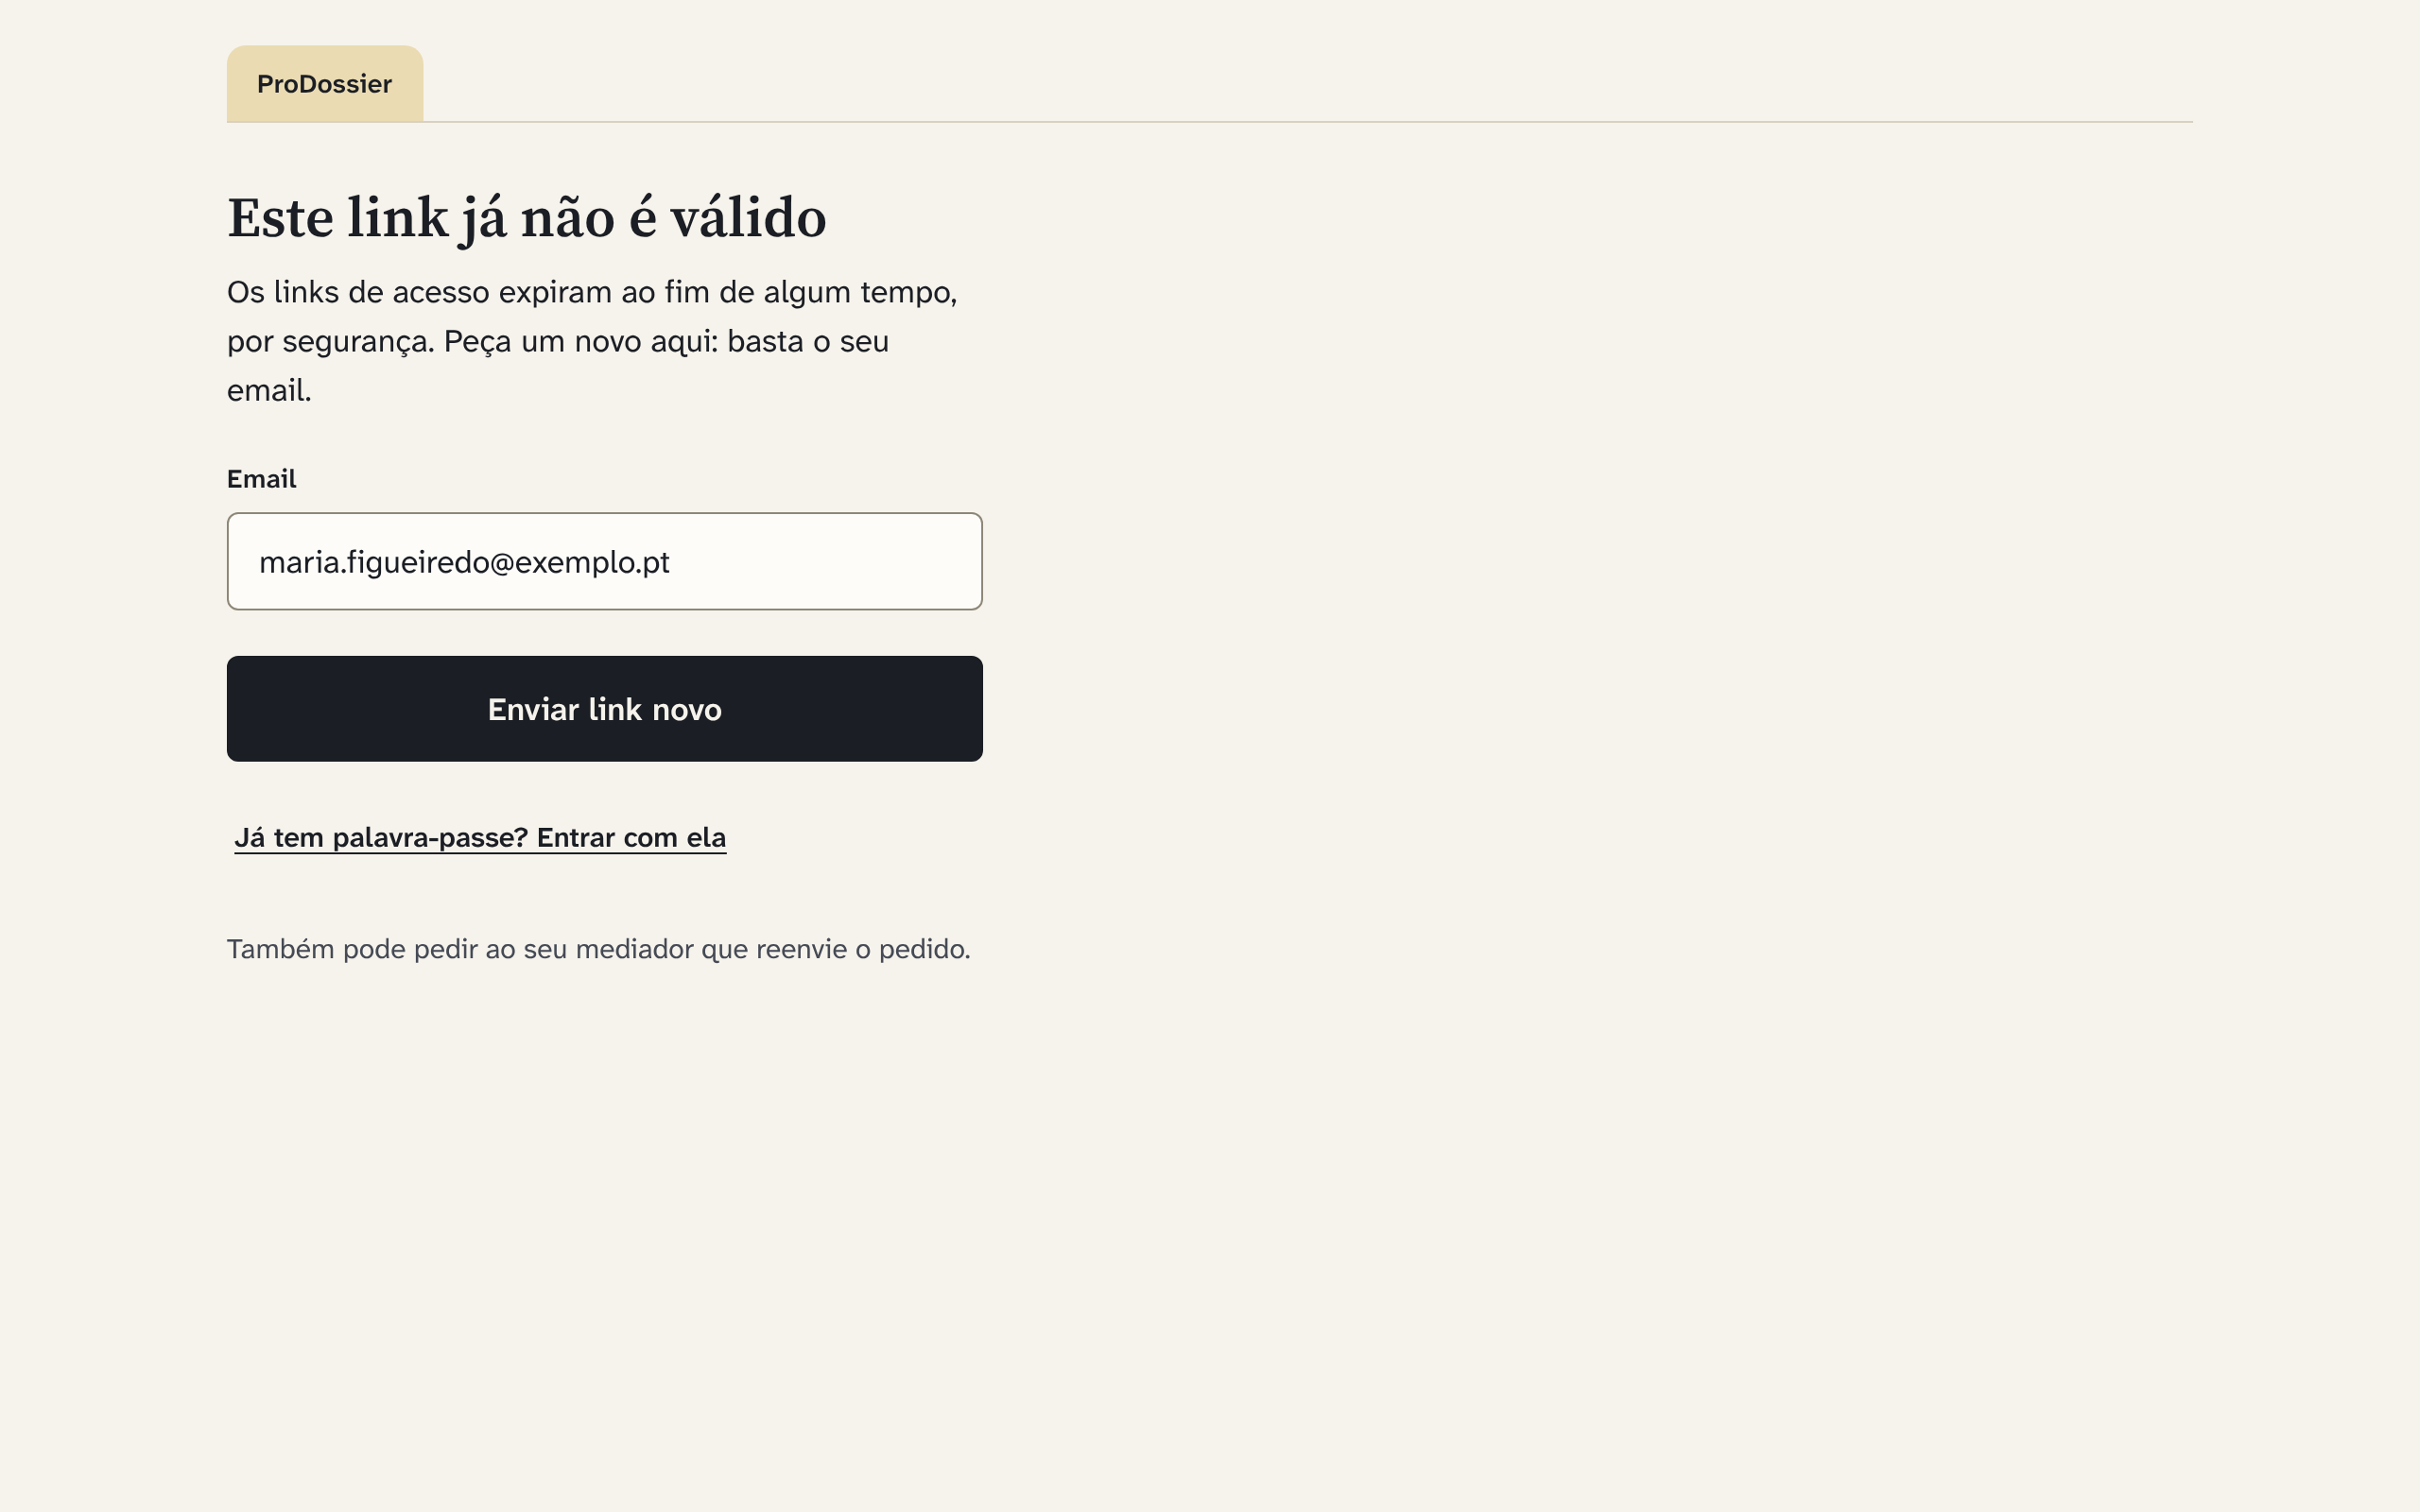 ProDossier
Este link já não é válido
Os links de acesso expiram ao fim de algum tempo,
por segurança. Peça um novo aqui: basta o seu
email.
Email
maria.figueiredo@exemplo.pt
Enviar link novo
Já tem palavra-passe? Entrar com ela
Também pode pedir ao seu mediador que reenvie o pedido.